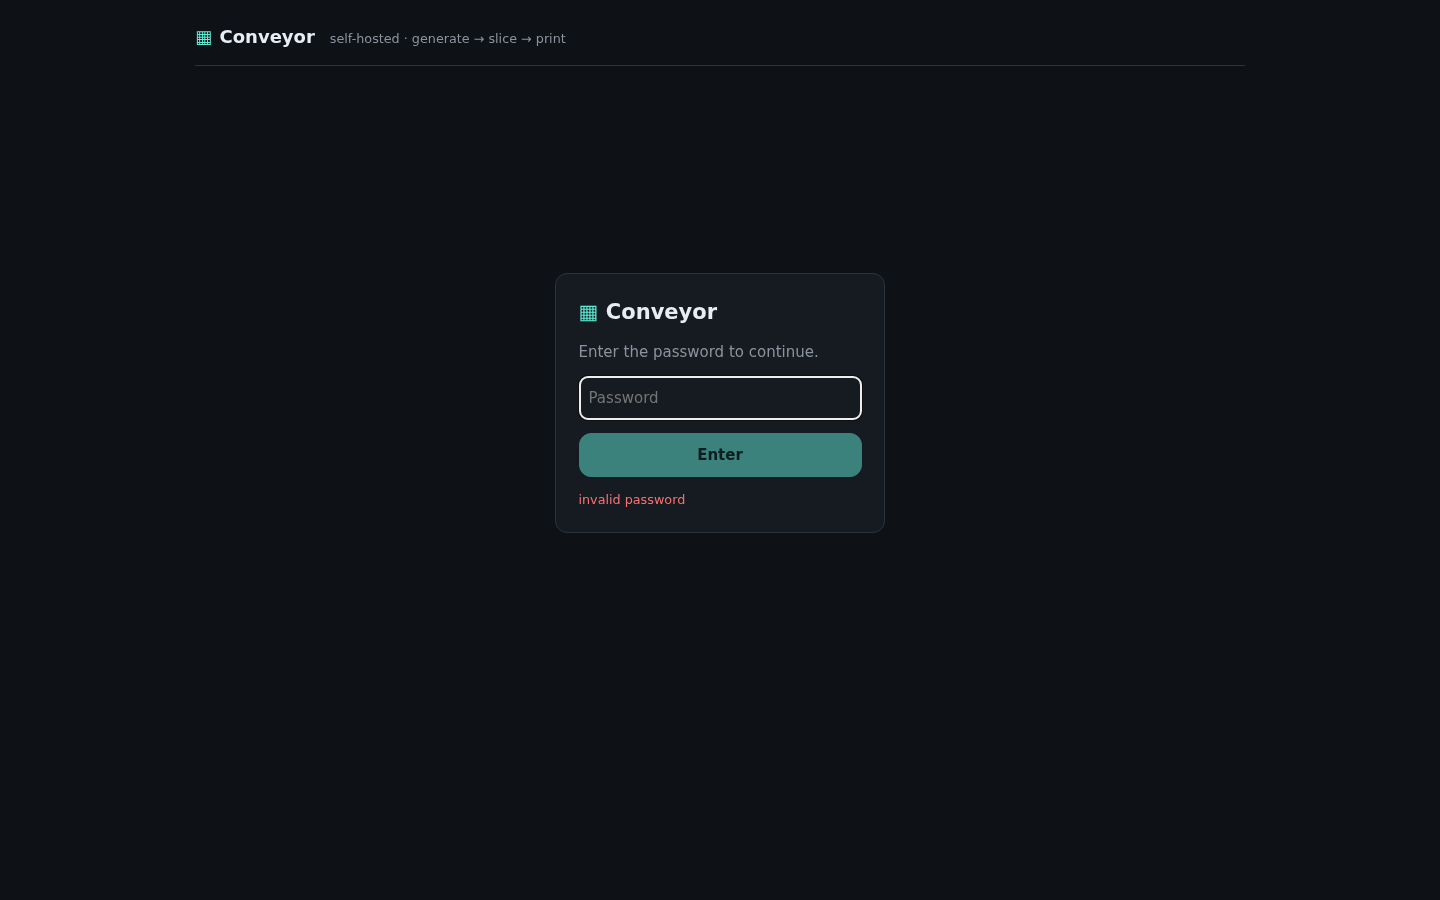 ▦ Conveyor self-hosted · generate → slice → print
▦ Conveyor
Enter the password to continue.
Password
Enter
invalid password